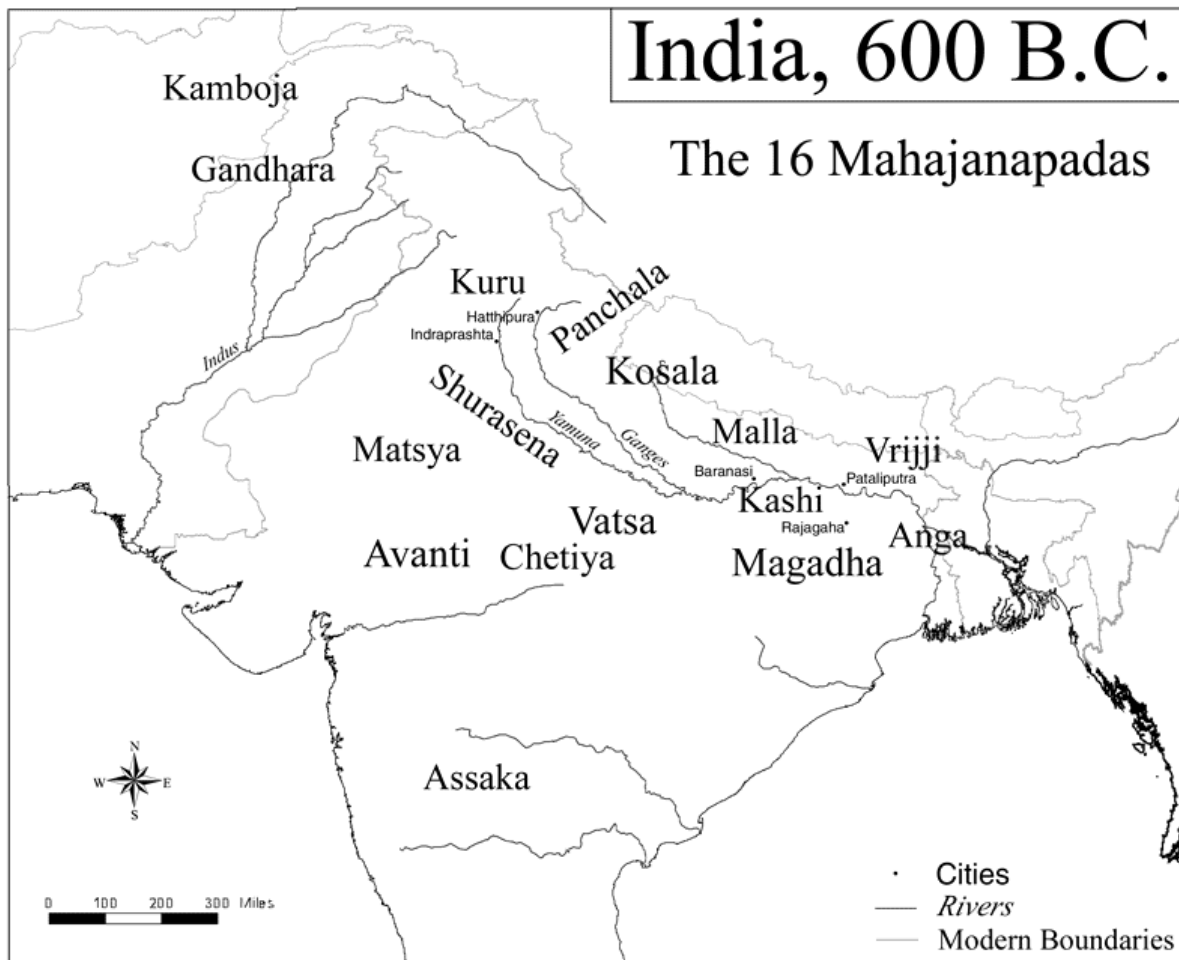 India, 600 B.C.
The 16 Mahajanapadas
Kamboja
Gandhara
Kuru
Panchala
Hatthipura
Indraprashta
Indus
Kosala
Shurasena
Yamuna
Ganges
Malla
Matsya
Vrijji
Baranasi
Pataliputra
Kashi
Vatsa
Rajagaha
Anga
Avanti
Chetiya
Magadha
Assaka
N
W
E
S
0 100 200 300 Miles
Cities
Rivers
Modern Boundaries